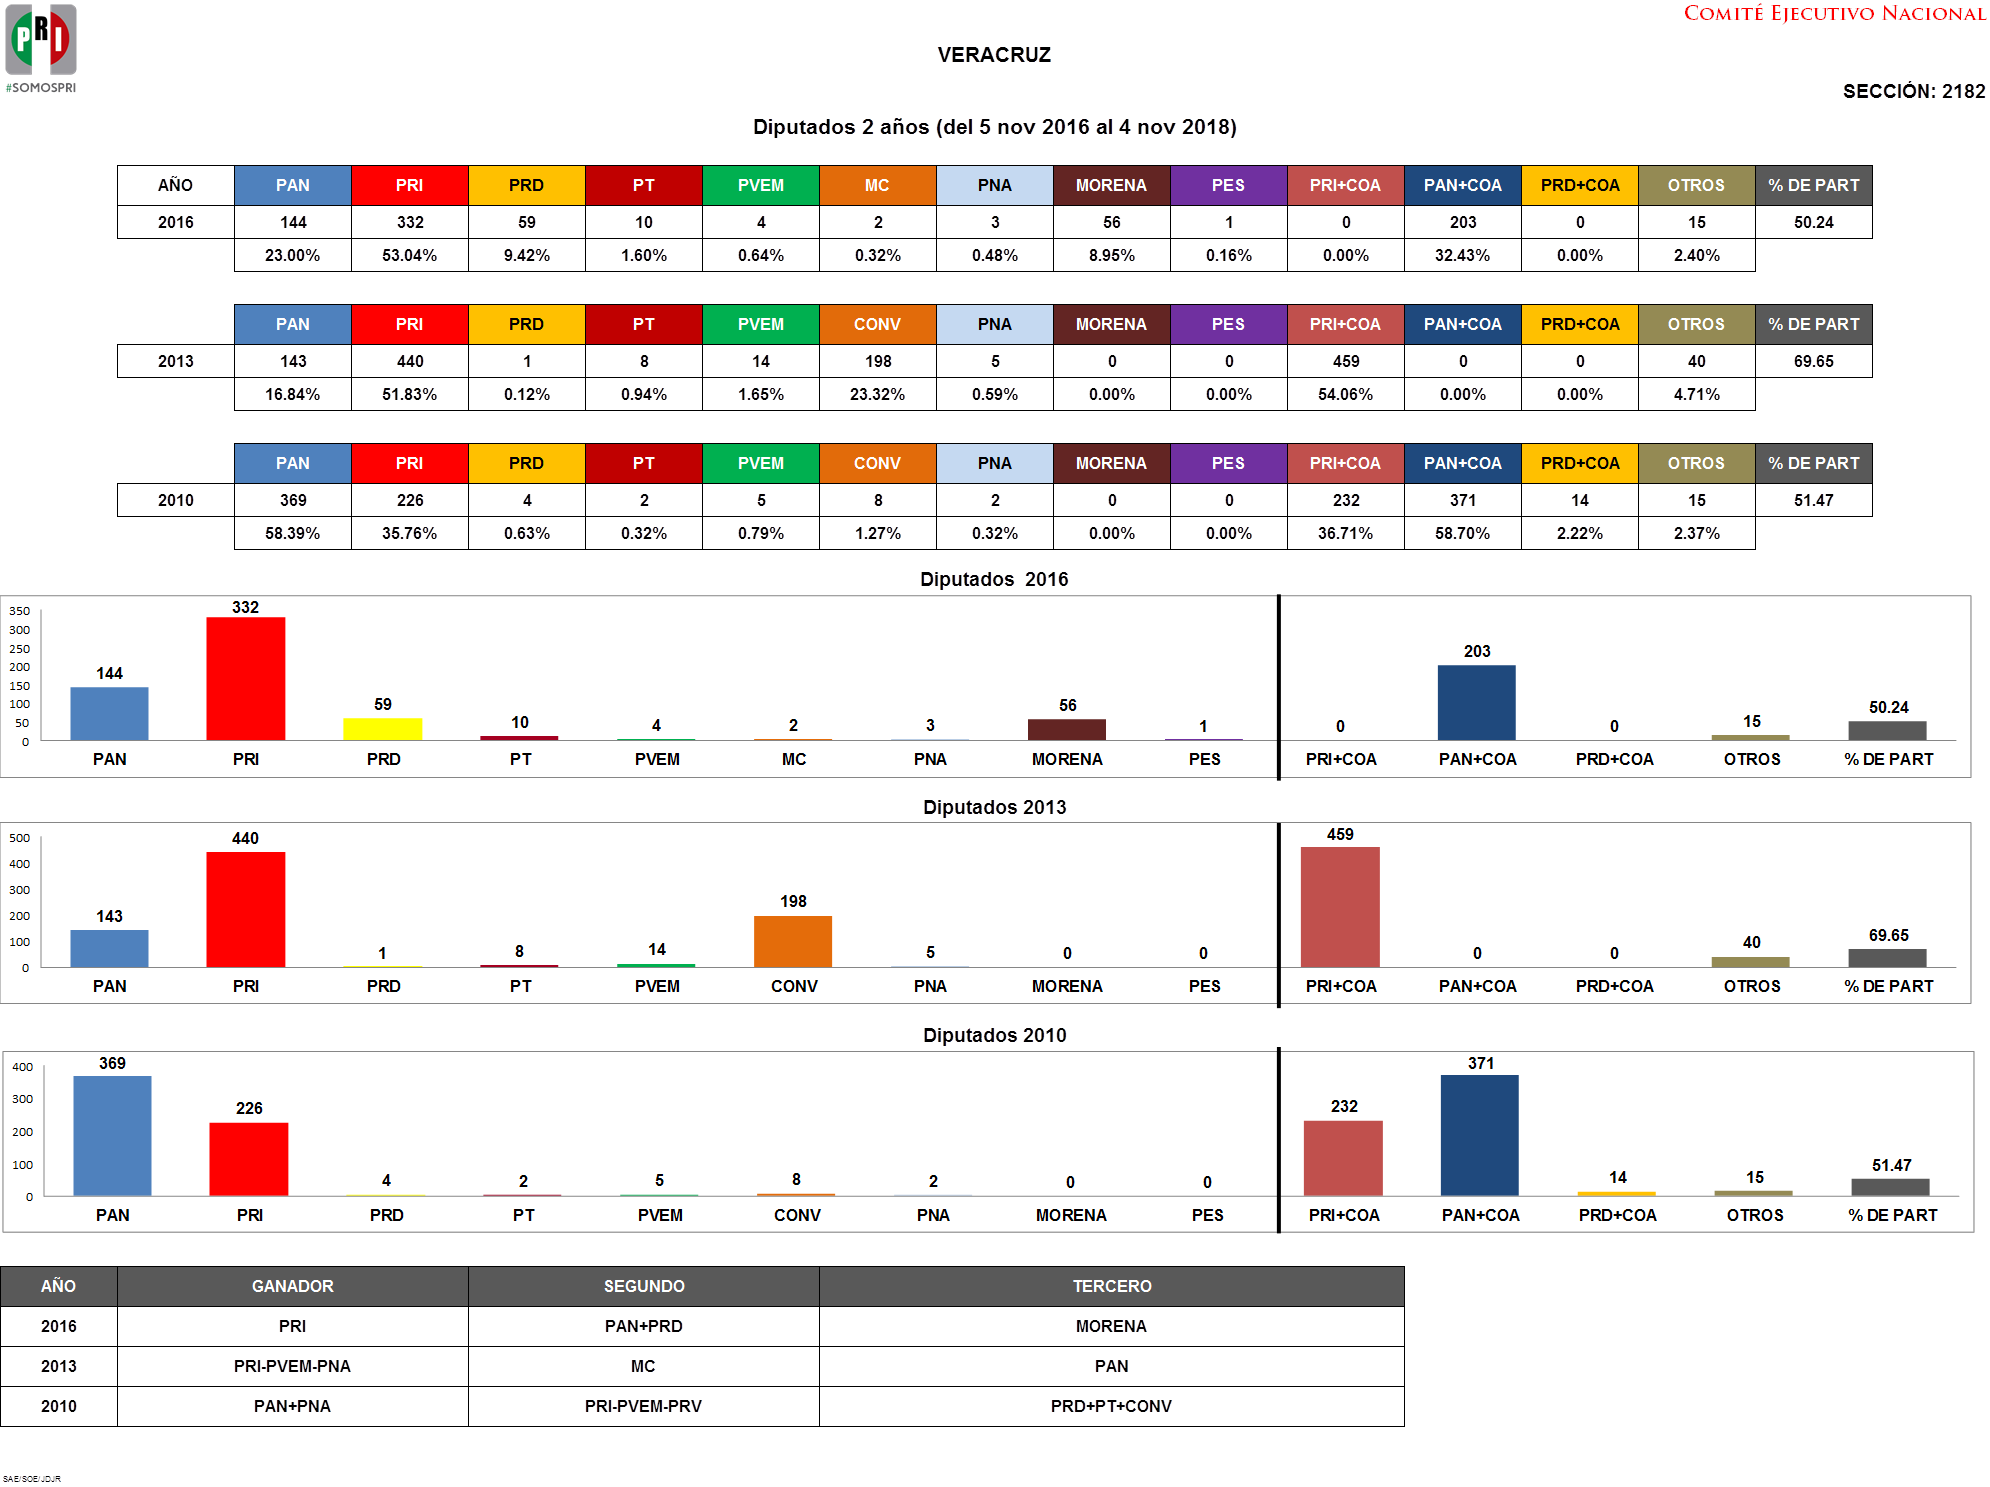 COMITÉ EJECUTIVO NACIONAL
PRI
#SOMOSPRI
VERACRUZ
SECCIÓN: 2182
Diputados 2 años (del 5 nov 2016 al 4 nov 2018)
AÑO PAN PRI PRD PT PVEM MC PNA MORENA PES PRI+COA PAN+COA PRD+COA OTROS % DE PART
2016 144 332 59 10 4 2 3 56 1 0 203 0 15 50.24
23.00% 53.04% 9.42% 1.60% 0.64% 0.32% 0.48% 8.95% 0.16% 0.00% 32.43% 0.00% 2.40%
PAN PRI PRD PT PVEM CONV PNA MORENA PES PRI+COA PAN+COA PRD+COA OTROS % DE PART
2013 143 440 1 8 14 198 5 0 0 459 0 0 40 69.65
16.84% 51.83% 0.12% 0.94% 1.65% 23.32% 0.59% 0.00% 0.00% 54.06% 0.00% 0.00% 4.71%
PAN PRI PRD PT PVEM CONV PNA MORENA PES PRI+COA PAN+COA PRD+COA OTROS % DE PART
2010 369 226 4 2 5 8 2 0 0 232 371 14 15 51.47
58.39% 35.76% 0.63% 0.32% 0.79% 1.27% 0.32% 0.00% 0.00% 36.71% 58.70% 2.22% 2.37%
Diputados 2016
350
300
250
200
150
100
50
0
144 332 59 10 4 2 3 56 1 0 203 0 15 50.24
PAN PRI PRD PT PVEM MC PNA MORENA PES PRI+COA PAN+COA PRD+COA OTROS % DE PART
Diputados 2013
500
400
300
200
100
0
143 440 1 8 14 198 5 0 0 459 0 0 40 69.65
PAN PRI PRD PT PVEM CONV PNA MORENA PES PRI+COA PAN+COA PRD+COA OTROS % DE PART
Diputados 2010
400
300
200
100
0
369 226 4 2 5 8 2 0 0 232 371 14 15 51.47
PAN PRI PRD PT PVEM CONV PNA MORENA PES PRI+COA PAN+COA PRD+COA OTROS % DE PART
AÑO GANADOR SEGUNDO TERCERO
2016 PRI PAN+PRD MORENA
2013 PRI-PVEM-PNA MC PAN
2010 PAN+PNA PRI-PVEM-PRV PRD+PT+CONV
SAE/SOE/JDJR